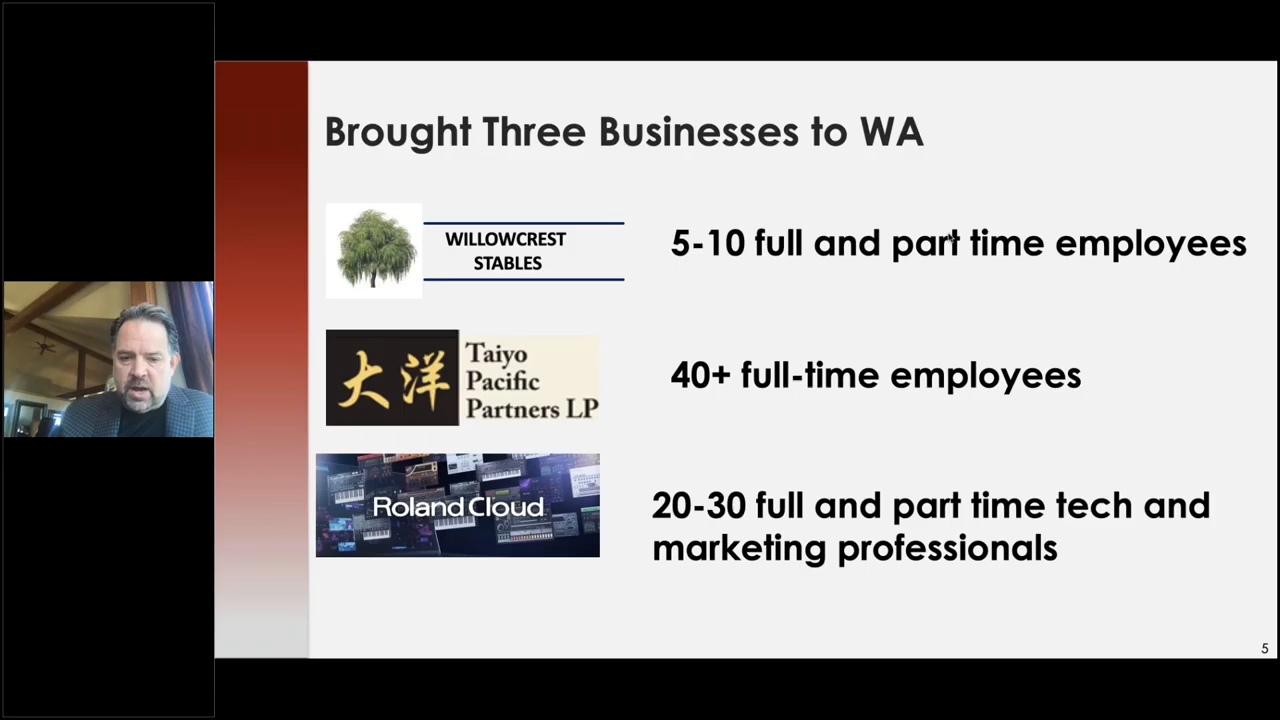 Brought Three Businesses to WA
WILLOWCREST
STABLES
5-10 full and part time employees
大洋
Taiyo
Pacific
Partners LP
40+ full-time employees
Roland Cloud
20-30 full and part time tech and
marketing professionals
5